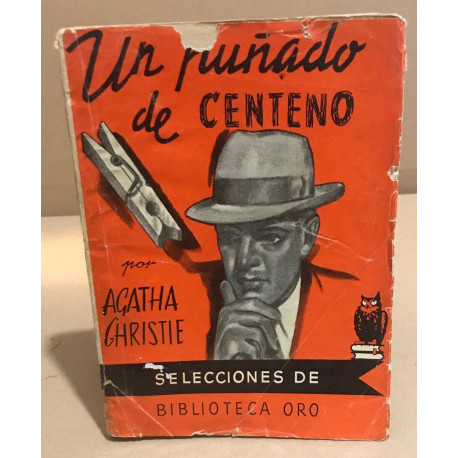 Un puñado
de CENTENO
por
AGATHA
CHRISTIE
SELECCIONES DE
BIBLIOTECA ORO